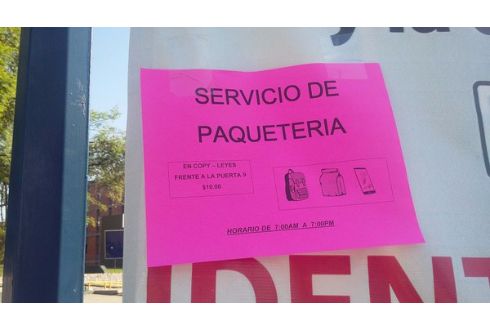 SERVICIO DE
PAQUETERIA
EN COPY – LEYES
FRENTE A LA PUERTA 9
$10.00
HORARIO DE 7:00AM A 7:00PM
IDENT